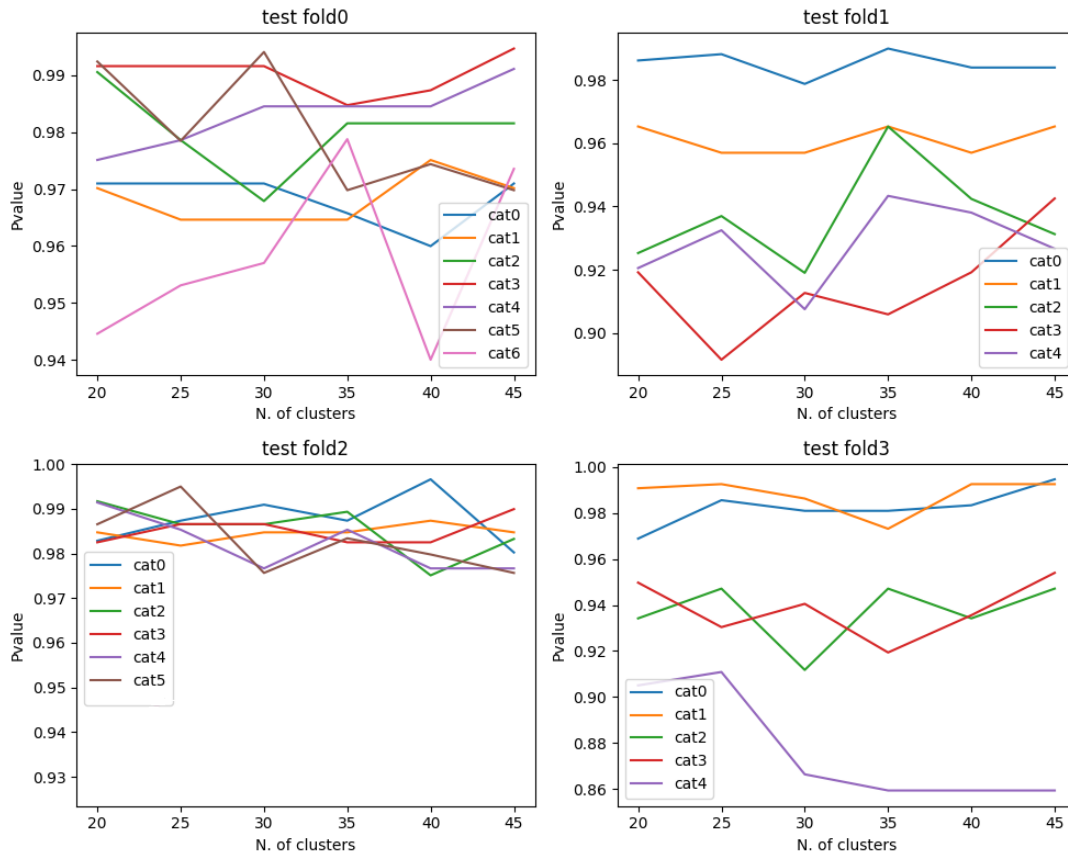 test fold0
0.99
0.98
0.97
0.96
0.95
0.94
Pvalue
cat0
cat1
cat2
cat3
cat4
cat5
cat6
20 25 30 35 40 45
N. of clusters
test fold1
0.98
0.96
0.94
0.92
0.90
Pvalue
cat0
cat1
cat2
cat3
cat4
20 25 30 35 40 45
N. of clusters
test fold2
1.00
0.99
0.98
0.97
0.96
0.95
0.94
0.93
Pvalue
cat0
cat1
cat2
cat3
cat4
cat5
20 25 30 35 40 45
N. of clusters
test fold3
1.00
0.98
0.96
0.94
0.92
0.90
0.88
0.86
Pvalue
cat0
cat1
cat2
cat3
cat4
20 25 30 35 40 45
N. of clusters